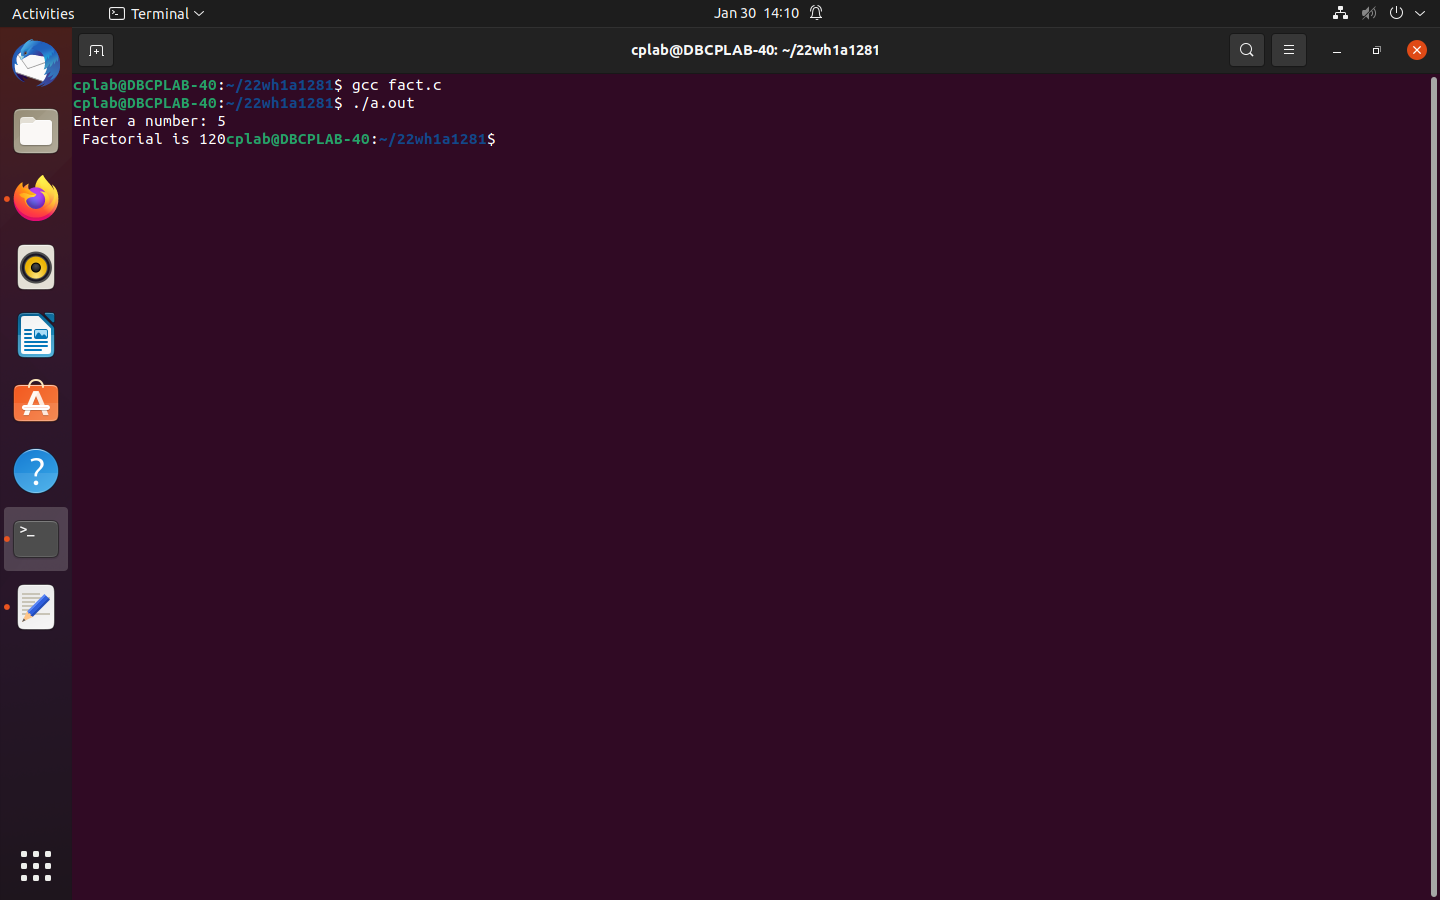 Activities
Terminal
Jan 30 14:10
cplab@DBCPLAB-40: ~/22wh1a1281
cplab@DBCPLAB-40:~/22wh1a1281$ gcc fact.c
cplab@DBCPLAB-40:~/22wh1a1281$ ./a.out
Enter a number: 5
 Factorial is 120cplab@DBCPLAB-40:~/22wh1a1281$